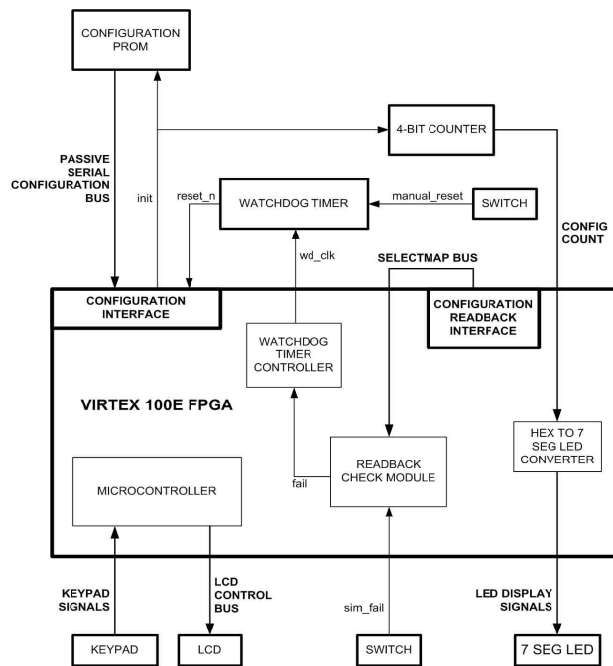 CONFIGURATION
PROM
4-BIT COUNTER
PASSIVE
SERIAL
CONFIGURATION
BUS
init
reset_n
WATCHDOG TIMER
manual_reset
SWITCH
wd_clk
SELECTMAP BUS
CONFIG
COUNT
CONFIGURATION
INTERFACE
CONFIGURATION
READBACK
INTERFACE
WATCHDOG
TIMER
CONTROLLER
VIRTEX 100E FPGA
HEX TO 7
SEG LED
CONVERTER
READBACK
CHECK MODULE
fail
MICROCONTROLLER
KEYPAD
SIGNALS
LCD
CONTROL
BUS
sim_fail
LED DISPLAY
SIGNALS
KEYPAD
LCD
SWITCH
7 SEG LED